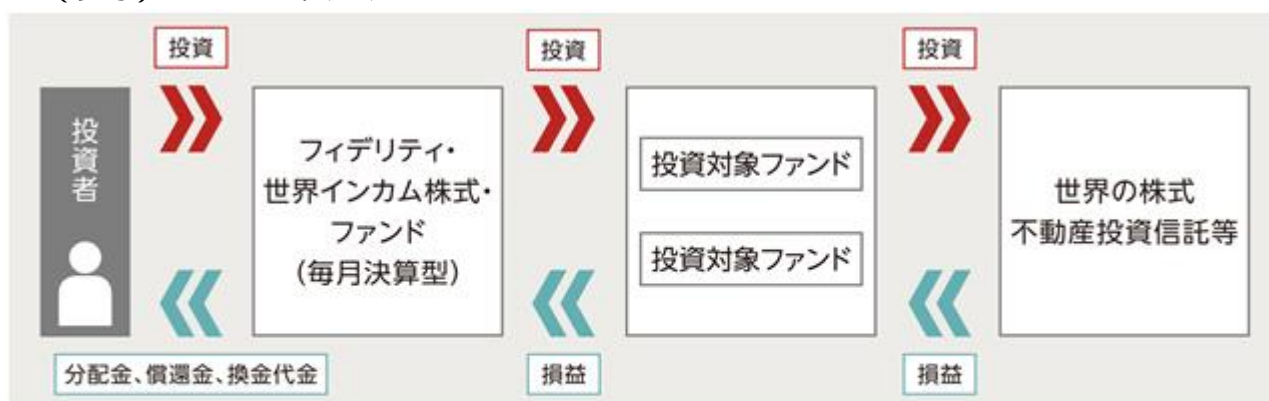 投資
投資
投資
投資者
フィデリティ・
世界インカム株式・
ファンド
（毎月決算型）
投資対象ファンド
投資対象ファンド
世界の株式
不動産投資信託等
分配金、償還金、換金代金
損益
損益